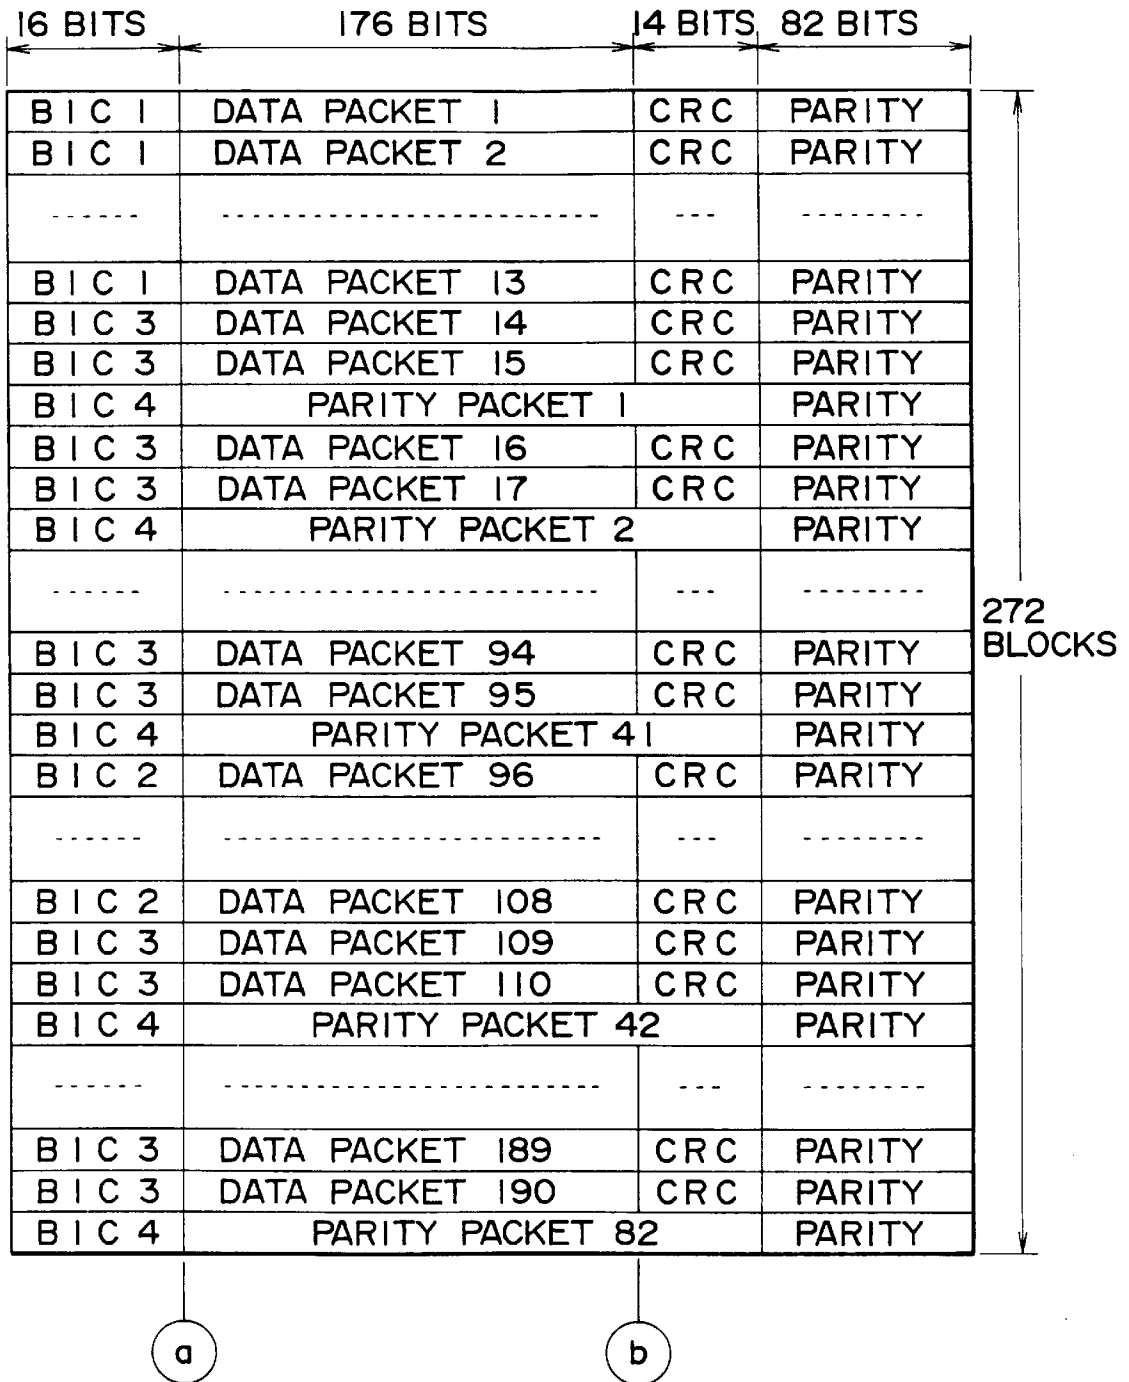 16 BITS 176 BITS 14 BITS 82 BITS
BIC 1 DATA PACKET 1 CRC PARITY
BIC 1 DATA PACKET 2 CRC PARITY
------ -------------------------- --- --------
BIC 1 DATA PACKET 13 CRC PARITY
BIC 3 DATA PACKET 14 CRC PARITY
BIC 3 DATA PACKET 15 CRC PARITY
BIC 4 PARITY PACKET 1 PARITY
BIC 3 DATA PACKET 16 CRC PARITY
BIC 3 DATA PACKET 17 CRC PARITY
BIC 4 PARITY PACKET 2 PARITY
------ -------------------------- --- --------
272
BLOCKS
BIC 3 DATA PACKET 94 CRC PARITY
BIC 3 DATA PACKET 95 CRC PARITY
BIC 4 PARITY PACKET 41 PARITY
BIC 2 DATA PACKET 96 CRC PARITY
------ -------------------------- --- --------
BIC 2 DATA PACKET 108 CRC PARITY
BIC 3 DATA PACKET 109 CRC PARITY
BIC 3 DATA PACKET 110 CRC PARITY
BIC 4 PARITY PACKET 42 PARITY
------ -------------------------- --- --------
BIC 3 DATA PACKET 189 CRC PARITY
BIC 3 DATA PACKET 190 CRC PARITY
BIC 4 PARITY PACKET 82 PARITY
a b